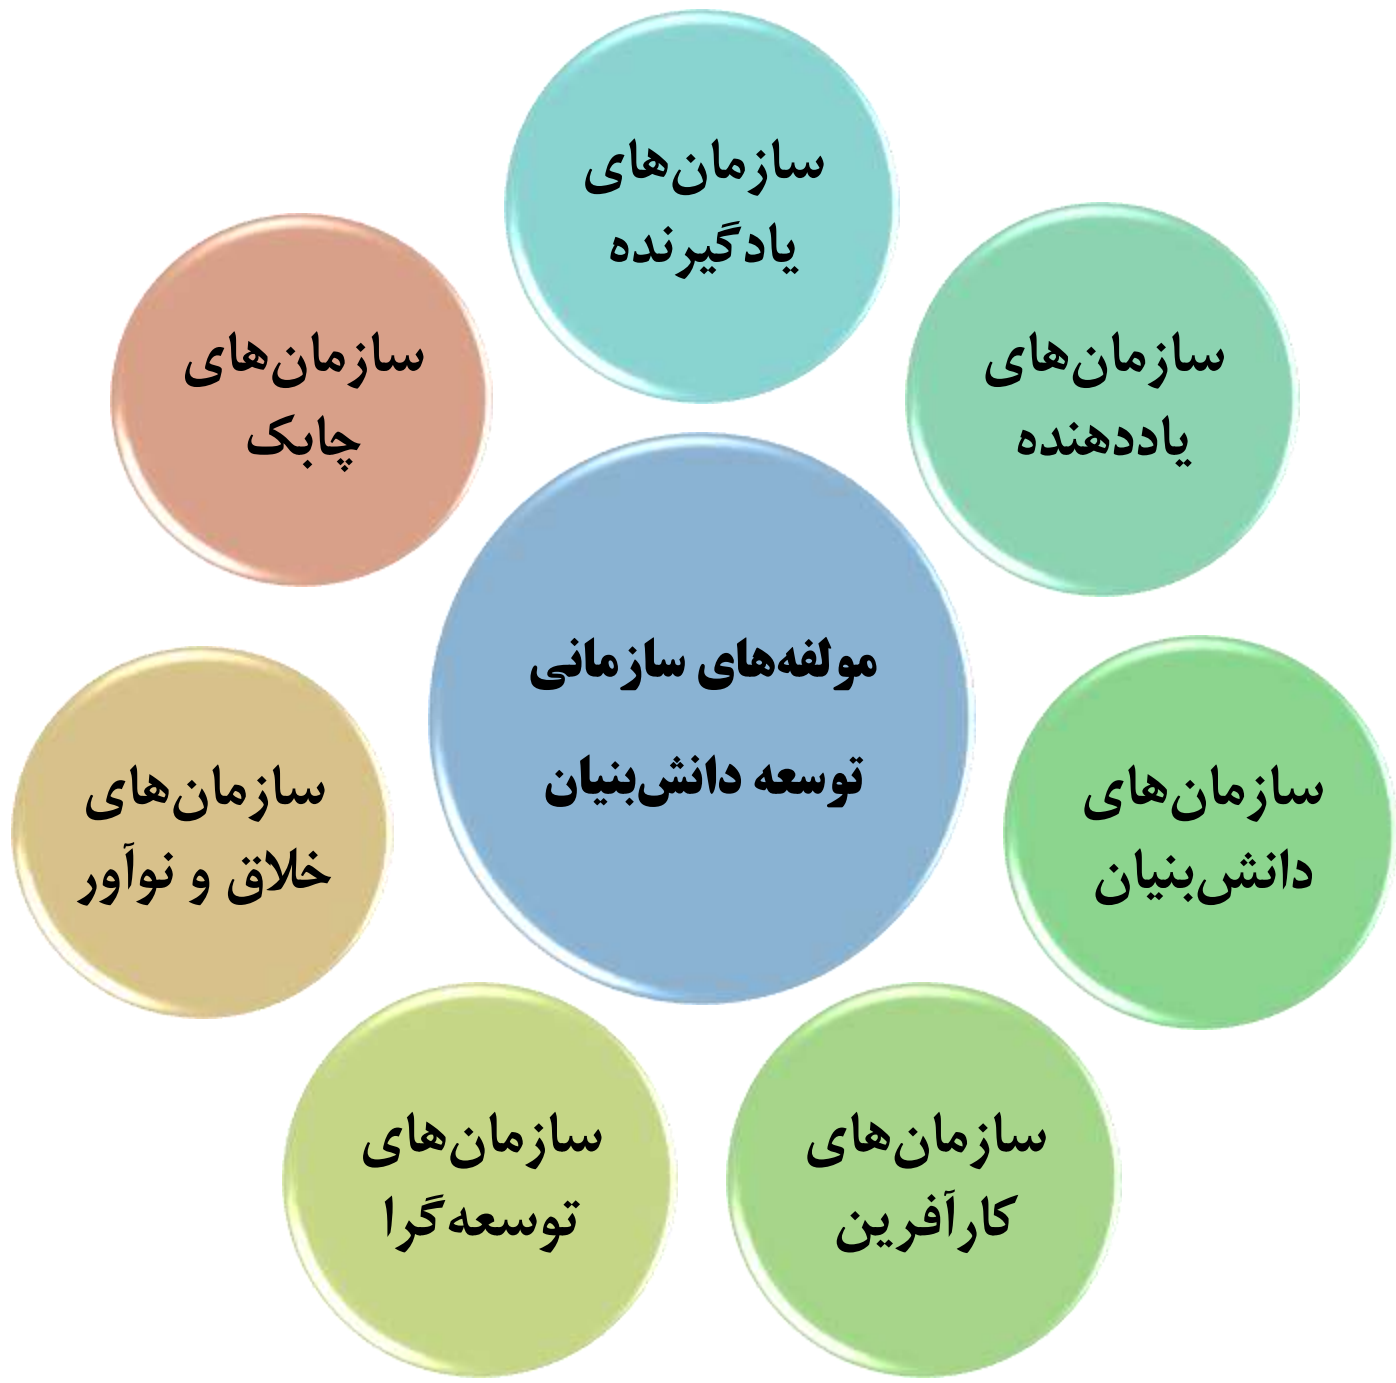 سازمان‌های
یادگیرنده
سازمان‌های
یاددهنده
سازمان‌های
دانش‌بنیان
سازمان‌های
کارآفرین
سازمان‌های
توسعه‌گرا
سازمان‌های
خلاق و نوآور
سازمان‌های
چابک
مولفه‌های سازمانی
توسعه دانش‌بنیان